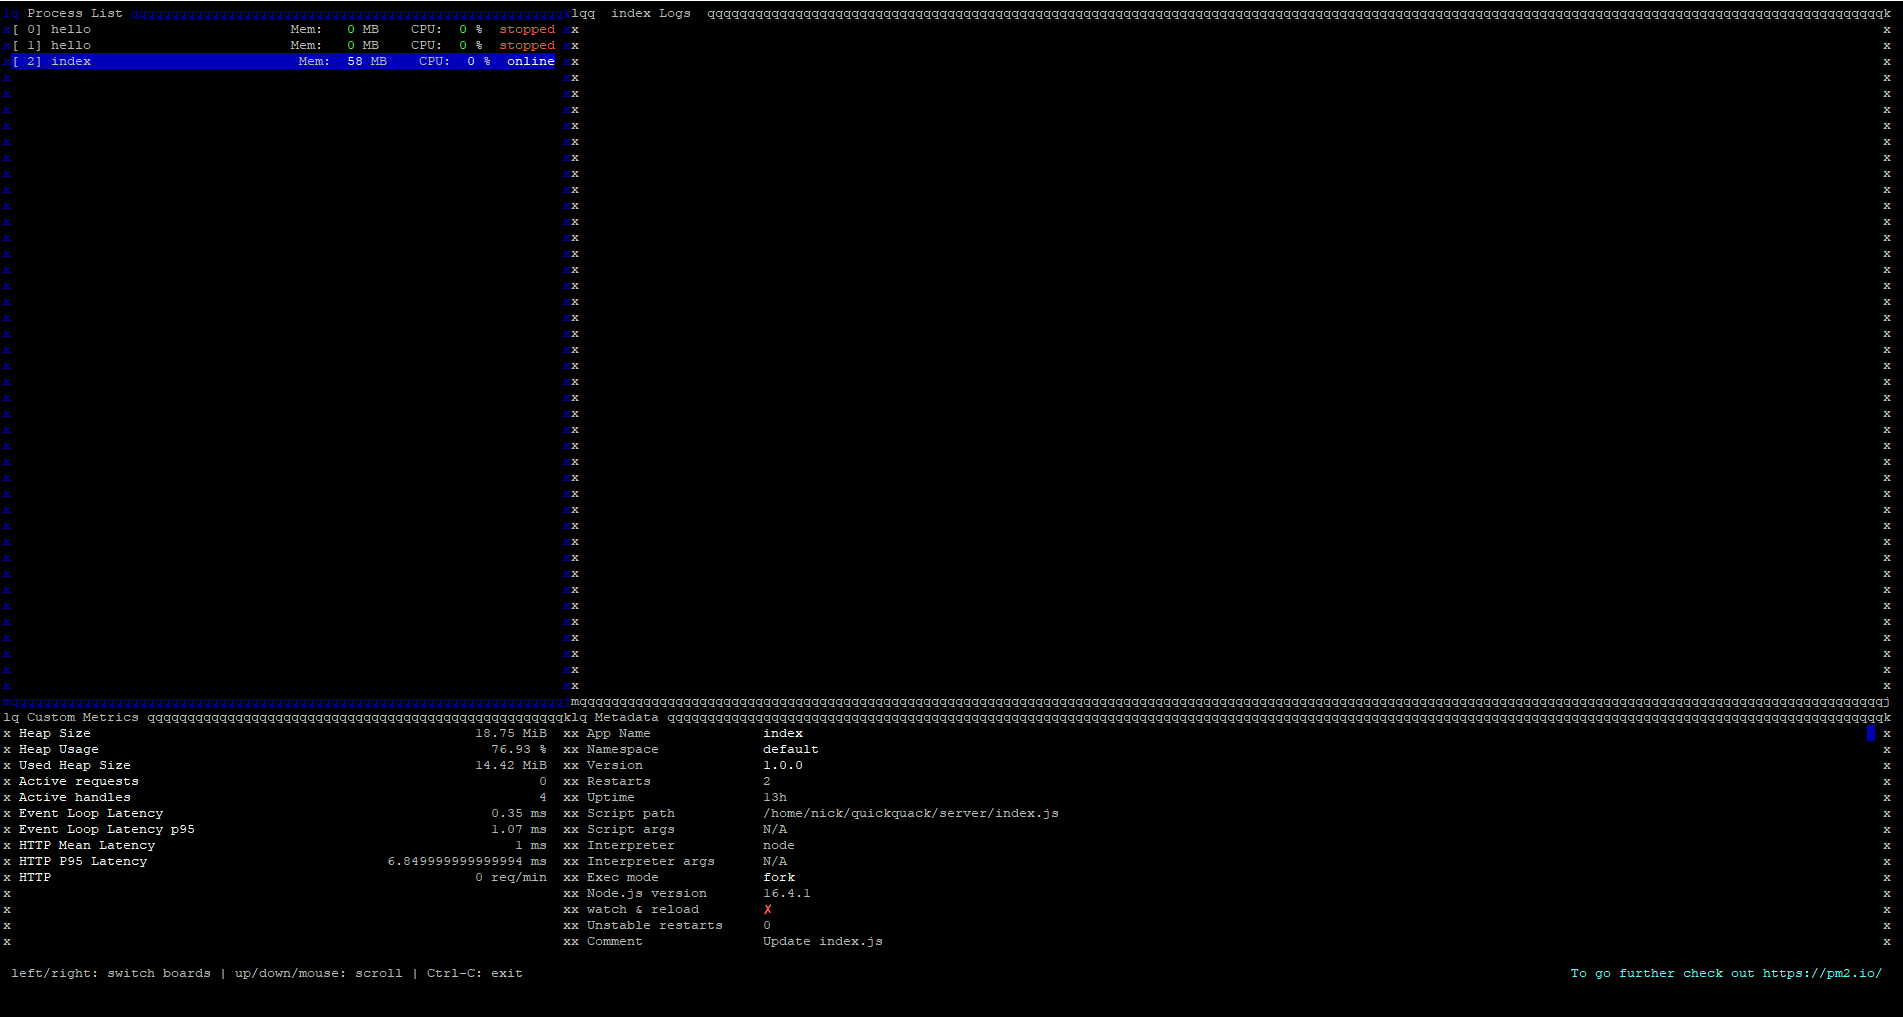 Process List
[ 0] hello Mem: 0 MB CPU: 0 % stopped
[ 1] hello Mem: 0 MB CPU: 0 % stopped
[ 2] index Mem: 58 MB CPU: 0 % online
index Logs
Custom Metrics
Heap Size 18.75 MiB
Heap Usage 76.93 %
Used Heap Size 14.42 MiB
Active requests 0
Active handles 4
Event Loop Latency 0.35 ms
Event Loop Latency p95 1.07 ms
HTTP Mean Latency 1 ms
HTTP P95 Latency 6.849999999999994 ms
HTTP 0 req/min
Metadata
App Name index
Namespace default
Version 1.0.0
Restarts 2
Uptime 13h
Script path /home/nick/quickquack/server/index.js
Script args N/A
Interpreter node
Interpreter args N/A
Exec mode fork
Node.js version 16.4.1
watch & reload ✗
Unstable restarts 0
Comment Update index.js
left/right: switch boards | up/down/mouse: scroll | Ctrl-C: exit
To go further check out https://pm2.io/